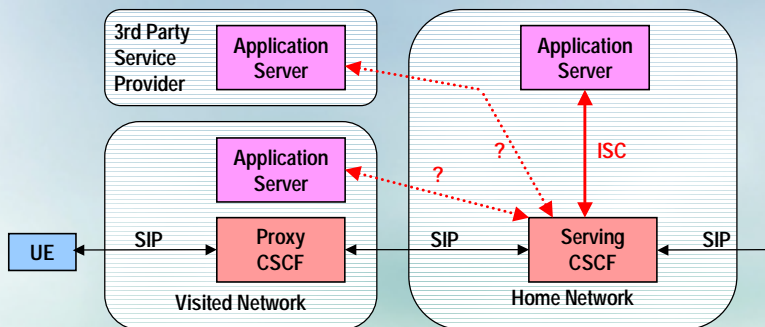 3rd Party
Service
Provider
Application
Server
Application
Server
Application
Server
?
?
ISC
UE
SIP
Proxy
CSCF
SIP
Serving
CSCF
SIP
Visited Network
Home Network